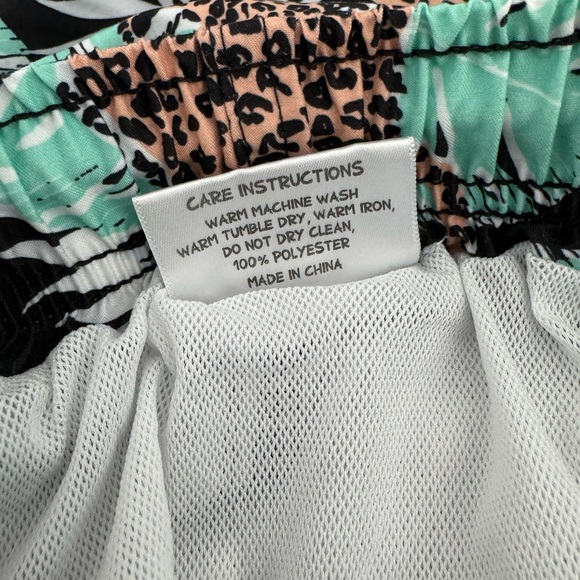 CARE INSTRUCTIONS
WARM MACHINE WASH
WARM TUMBLE DRY, WARM IRON,
DO NOT DRY CLEAN,
100% POLYESTER
MADE IN CHINA